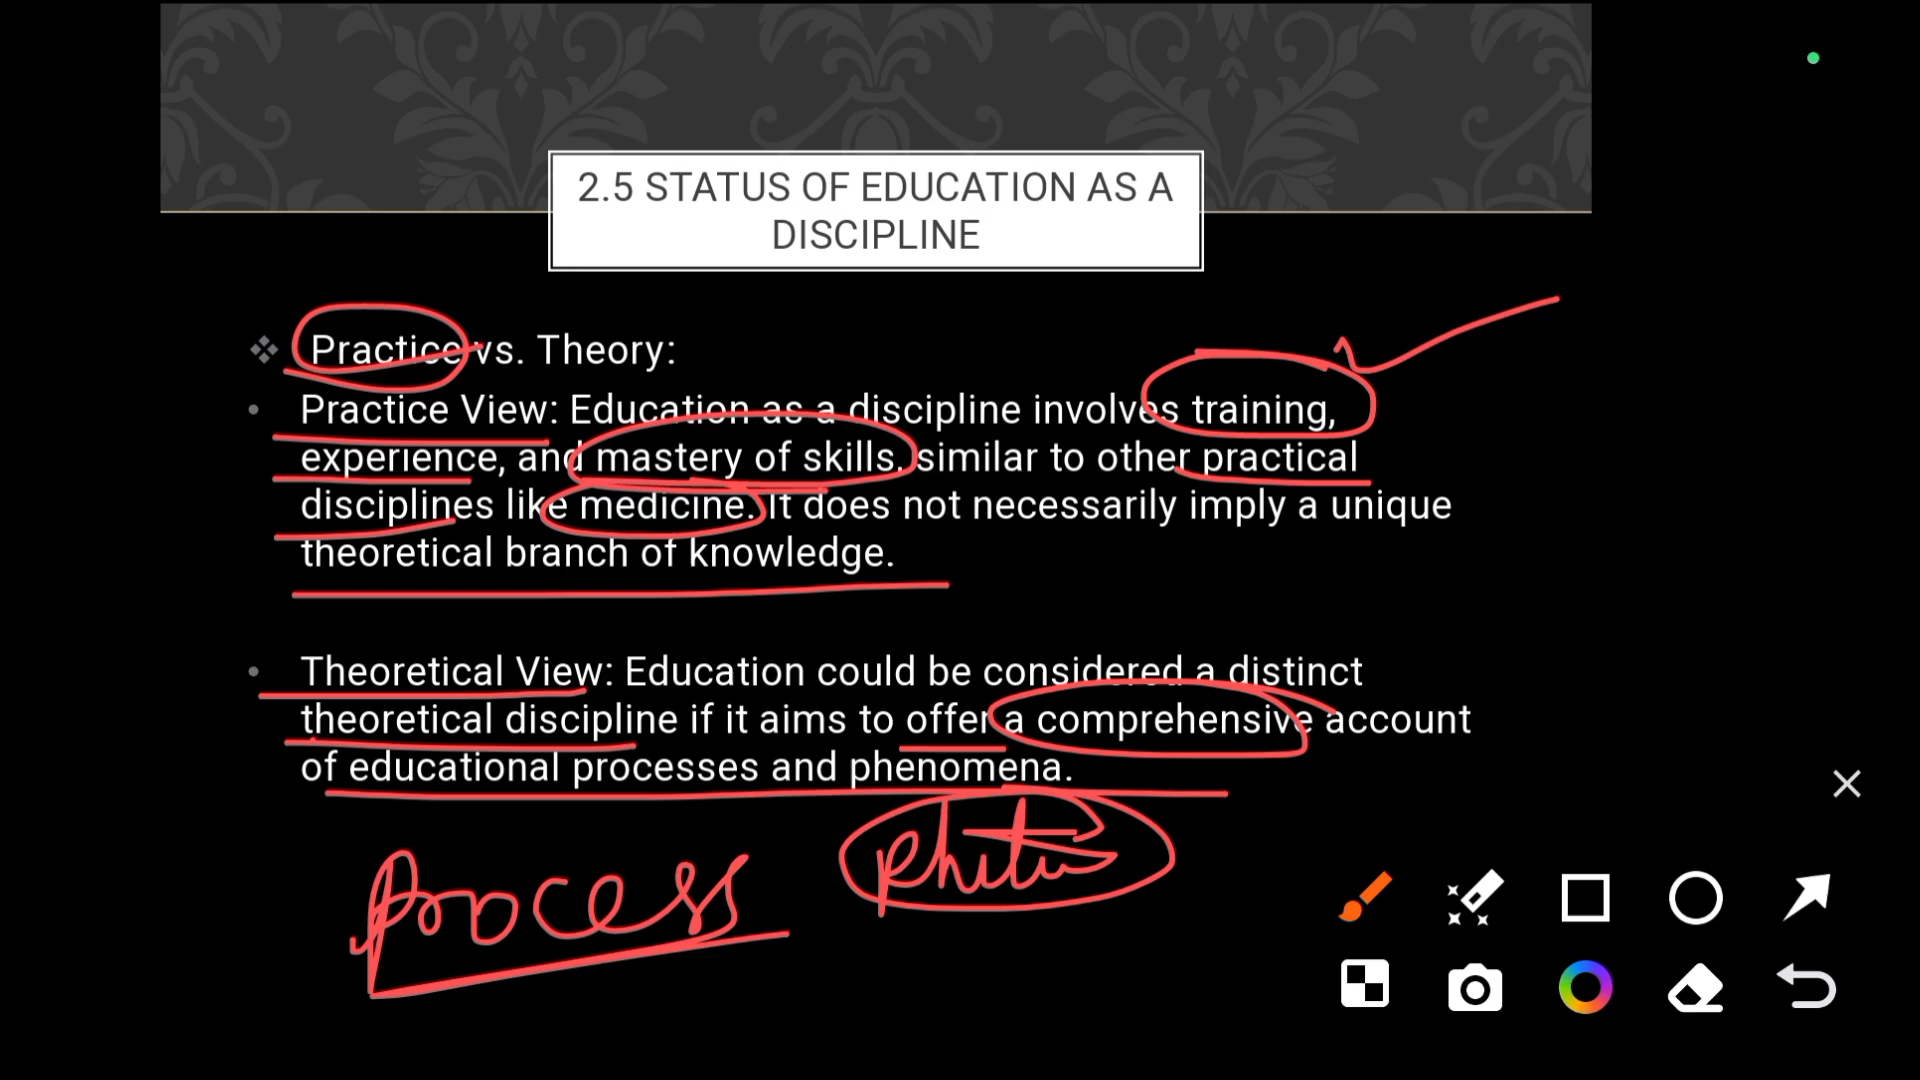 2.5 STATUS OF EDUCATION AS A
DISCIPLINE
Practice vs. Theory:
Practice View: Education as a discipline involves training,
experience, and mastery of skills, similar to other practical
disciplines like medicine. It does not necessarily imply a unique
theoretical branch of knowledge.
Theoretical View: Education could be considered a distinct
theoretical discipline if it aims to offer a comprehensive account
of educational processes and phenomena.
Process